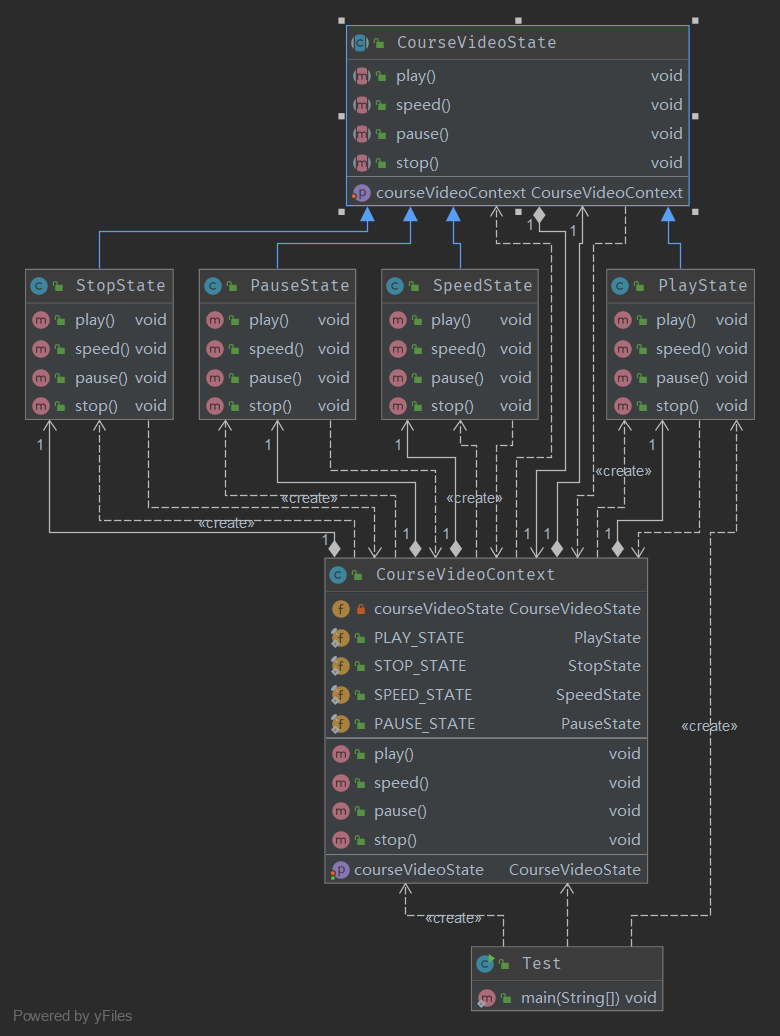 CourseVideoState
play() void
speed() void
pause() void
stop() void
courseVideoContext CourseVideoContext
1 1
StopState
play() void
speed() void
pause() void
stop() void
PauseState
play() void
speed() void
pause() void
stop() void
SpeedState
play() void
speed() void
pause() void
stop() void
PlayState
play() void
speed() void
pause() void
stop() void
1 1 1 1
«create»
«create» «create»
«create»
1 1 1 1 1 1
CourseVideoContext
courseVideoState CourseVideoState
PLAY_STATE PlayState
STOP_STATE StopState
SPEED_STATE SpeedState
PAUSE_STATE PauseState
play() void
speed() void
pause() void
stop() void
courseVideoState CourseVideoState
«create»
«create»
Test
main(String[]) void
Powered by yFiles